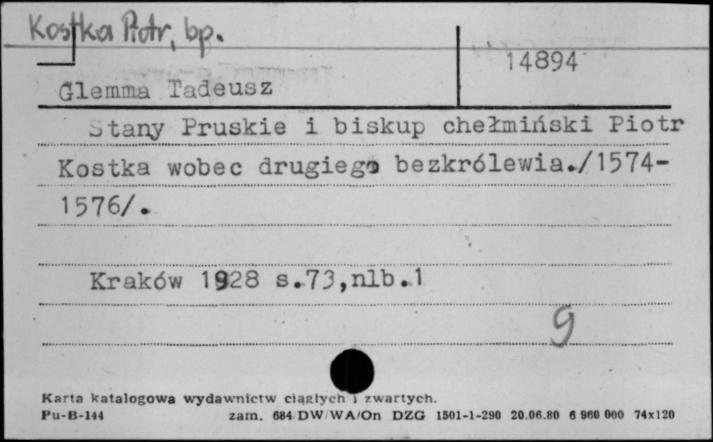 Kostka Piotr, bp.
14894
Glemma Tadeusz
Stany Pruskie i biskup chełmiński Piotr
Kostka wobec drugiego bezkrólewia./1574-
1576/.
Kraków 1928 s.73,nlb.1
9
Karta katalogowa wydawnictw ciągłych i zwartych.
Pu-B-144 zam. 684/DW/WA/On DZG 1501-1-290 20.06.80 6 960 000 74x120